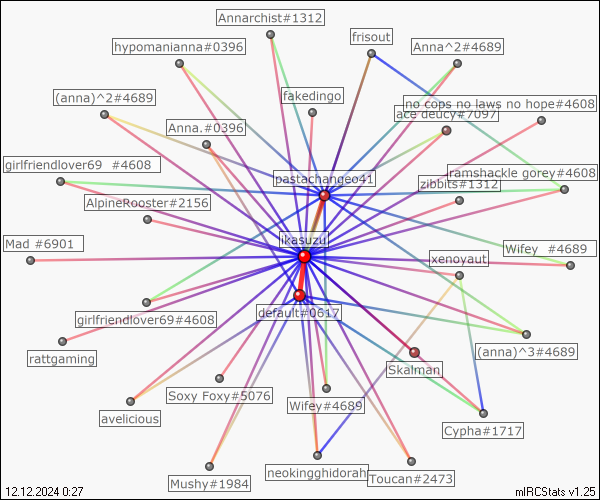 Annarchist#1312
frisout
hypomanianna#0396
Anna^2#4689
(anna)^2#4689
fakedingo
no cops no laws no hope#4608
ace deucy#7097
Anna.#0396
girlfriendlover69 #4608
pastachangeo41
ramshackle gorey#4608
zibbits#1312
AlpineRooster#2156
Mad #6901
ikasuzu
Wifey #4689
xenoyaut
girlfriendlover69#4608
default#0617
rattgaming
(anna)^3#4689
Skalman
Soxy Foxy#5076
Wifey#4689
avelicious
Cypha#1717
Mushy#1984
neokingghidorah
Toucan#2473
12.12.2024 0:27
mIRCStats v1.25